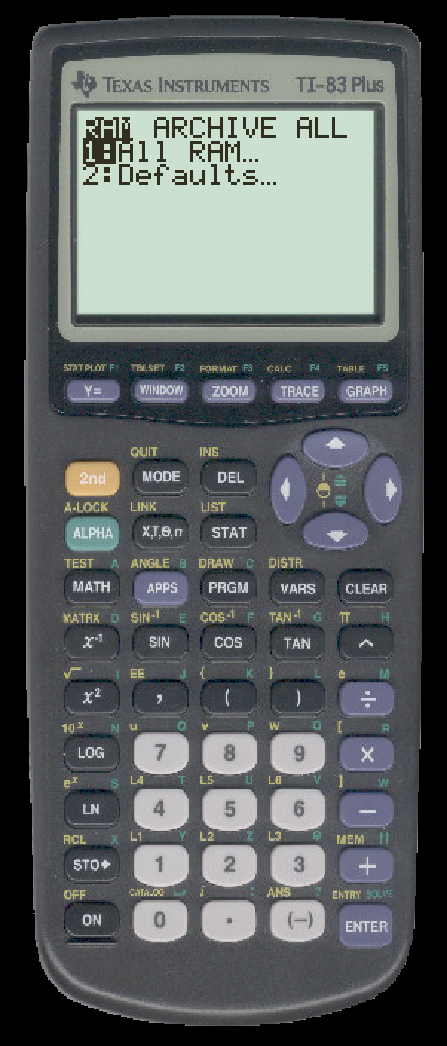 TEXAS INSTRUMENTS TI-83 Plus
RAM ARCHIVE ALL
1:All RAM…
2:Defaults…
STAT PLOT F1 TBLSET F2 FORMAT F3 CALC F4 TABLE F5
Y= WINDOW ZOOM TRACE GRAPH
QUIT INS
2nd MODE DEL
A-LOCK LINK LIST
ALPHA X,T,Θ,n STAT
TEST A ANGLE B DRAW C DISTR
MATH APPS PRGM VARS CLEAR
MATRX D SIN-1 E COS-1 F TAN-1 G π H
x-1 SIN COS TAN ^
√ I EE J { K } L e M
x2 , ( ) ÷
10x N u O v P w Q [ R
LOG 7 8 9 ×
ex S L4 T L5 U L6 V ] W
LN 4 5 6 −
RCL X L1 Y L2 Z L3 θ MEM "
STO▸ 1 2 3 +
OFF CATALOG i : ANS ? ENTRY SOLVE
ON 0 . (−) ENTER